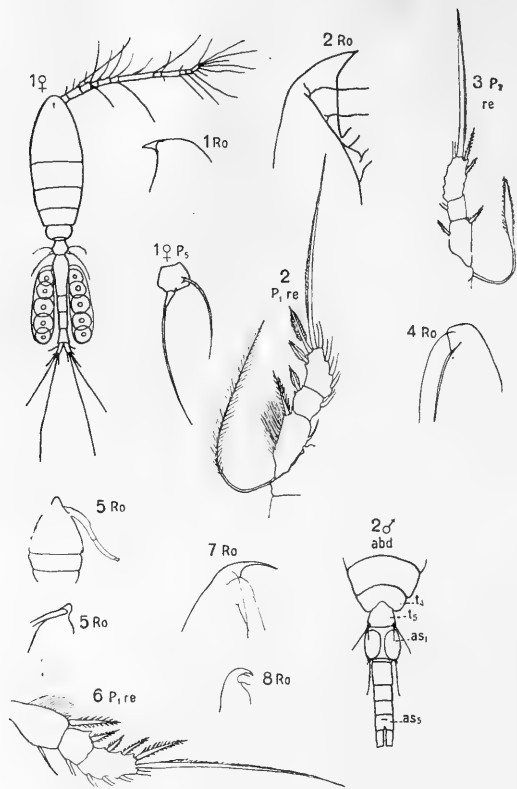 1♀
2 Ro
3 P₂
re
1 Ro
1♀ P₅
2
P₁ re
4 Ro
5 Ro
7 Ro
2♂
abd
t₄
t₅
as₁
5 Ro
8 Ro
6 P₁ re
as₅